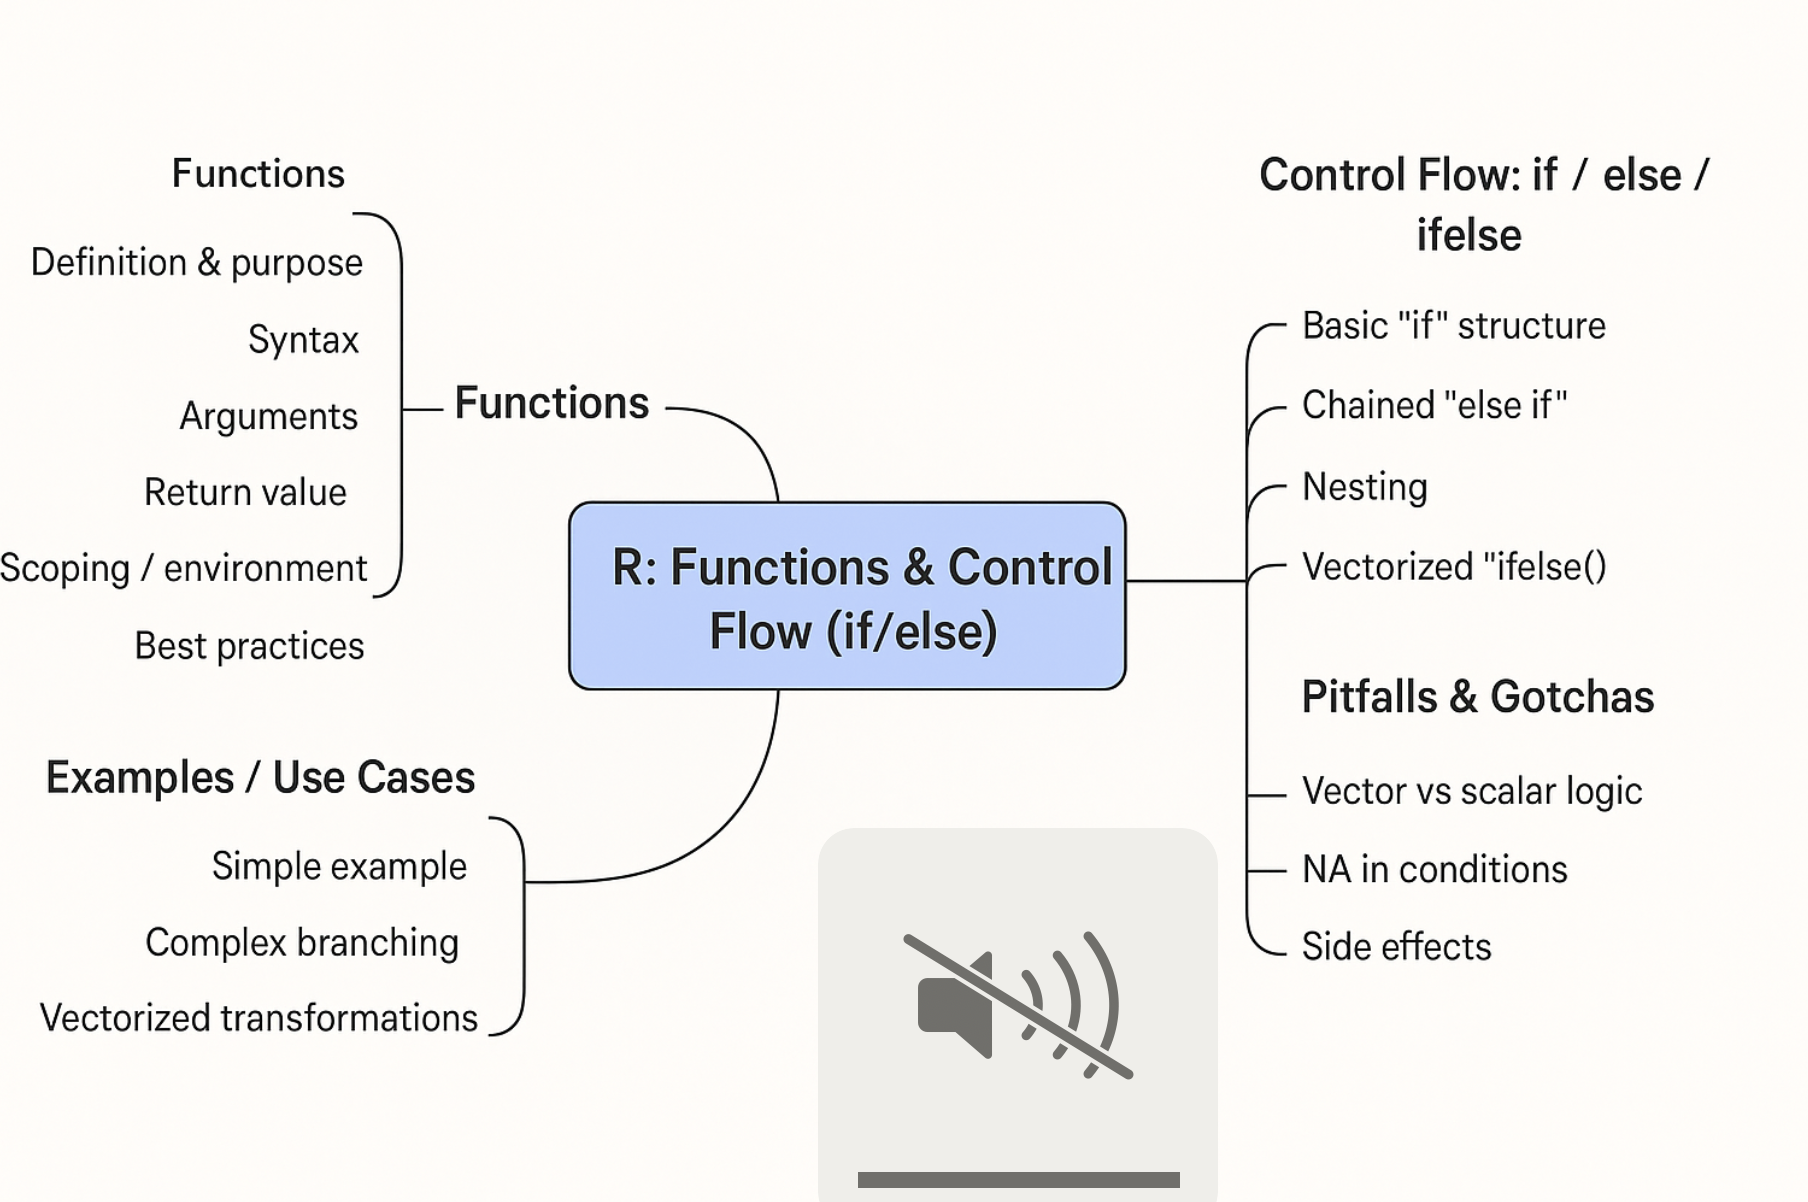 Functions
Definition & purpose
Syntax
Arguments
Return value
Scoping / environment
Best practices
Functions
Examples / Use Cases
Simple example
Complex branching
Vectorized transformations
R: Functions & Control
Flow (if/else)
Control Flow: if / else /
ifelse
Basic "if" structure
Chained "else if"
Nesting
Vectorized "ifelse()
Pitfalls & Gotchas
Vector vs scalar logic
NA in conditions
Side effects